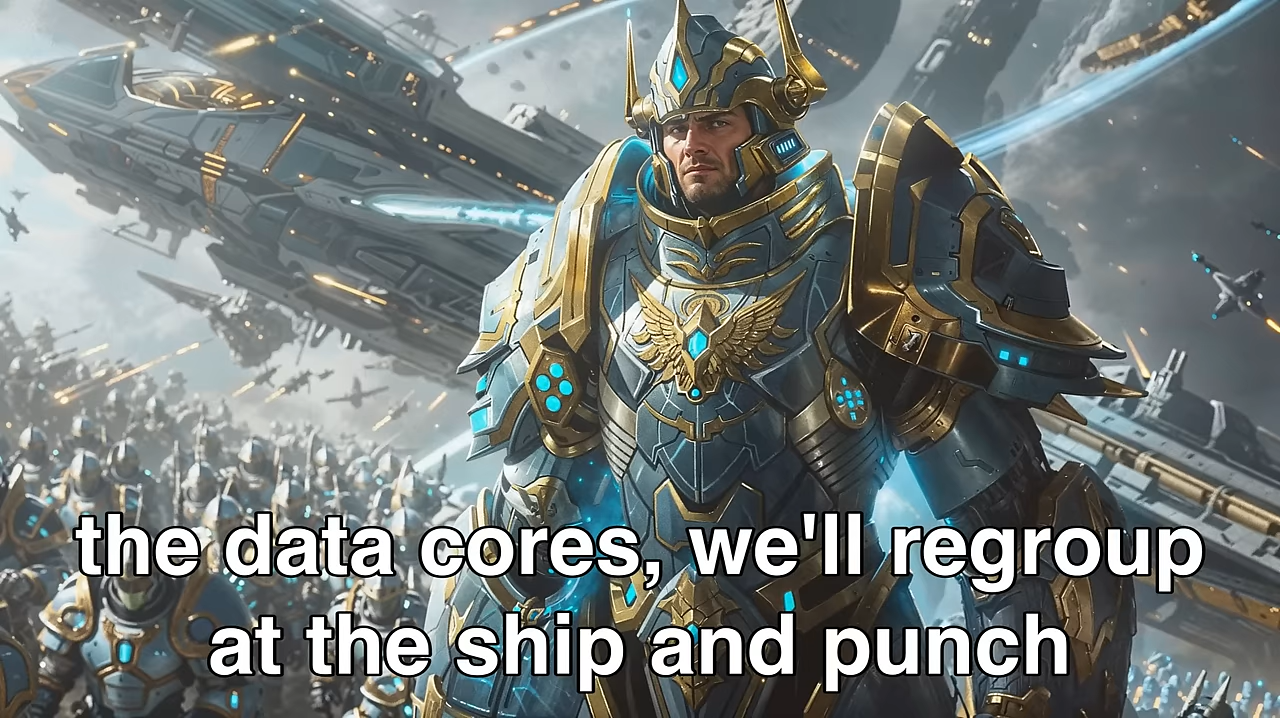 the data cores, we'll regroup
at the ship and punch